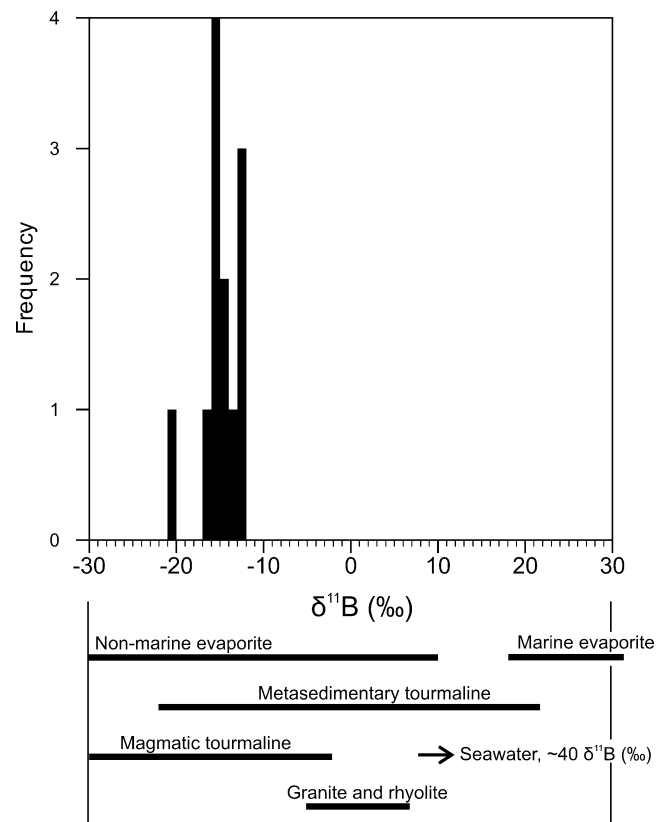 4
3
Frequency
2
1
0
-30 -20 -10 0 10 20 30
δ¹¹B (‰)
Non-marine evaporite Marine evaporite
Metasedimentary tourmaline
Magmatic tourmaline Seawater, ~40 δ¹¹B (‰)
Granite and rhyolite